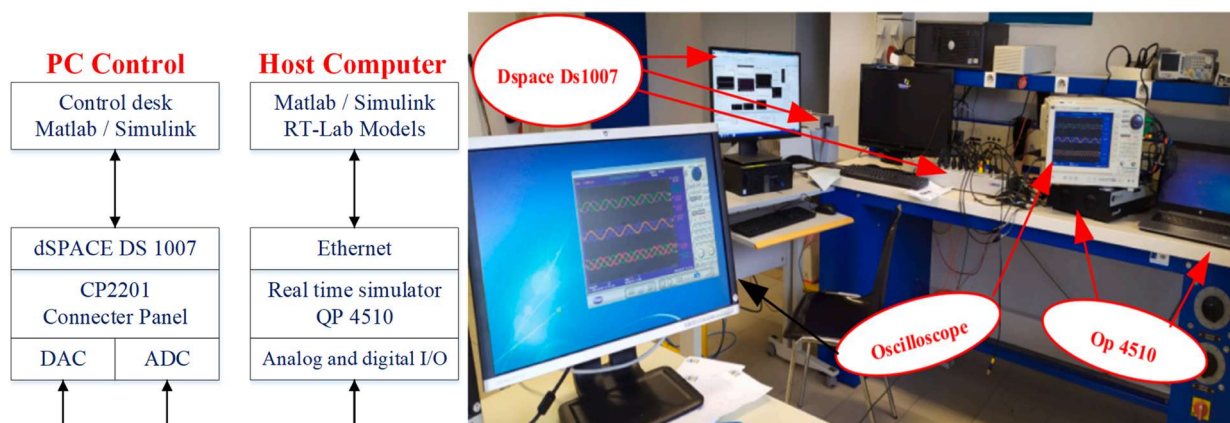 PC Control
Control desk
Matlab / Simulink
dSPACE DS 1007
CP2201
Connecter Panel
DAC
ADC
Host Computer
Matlab / Simulink
RT-Lab Models
Ethernet
Real time simulator
QP 4510
Analog and digital I/O
Dspace Ds1007
Oscilloscope
Op 4510